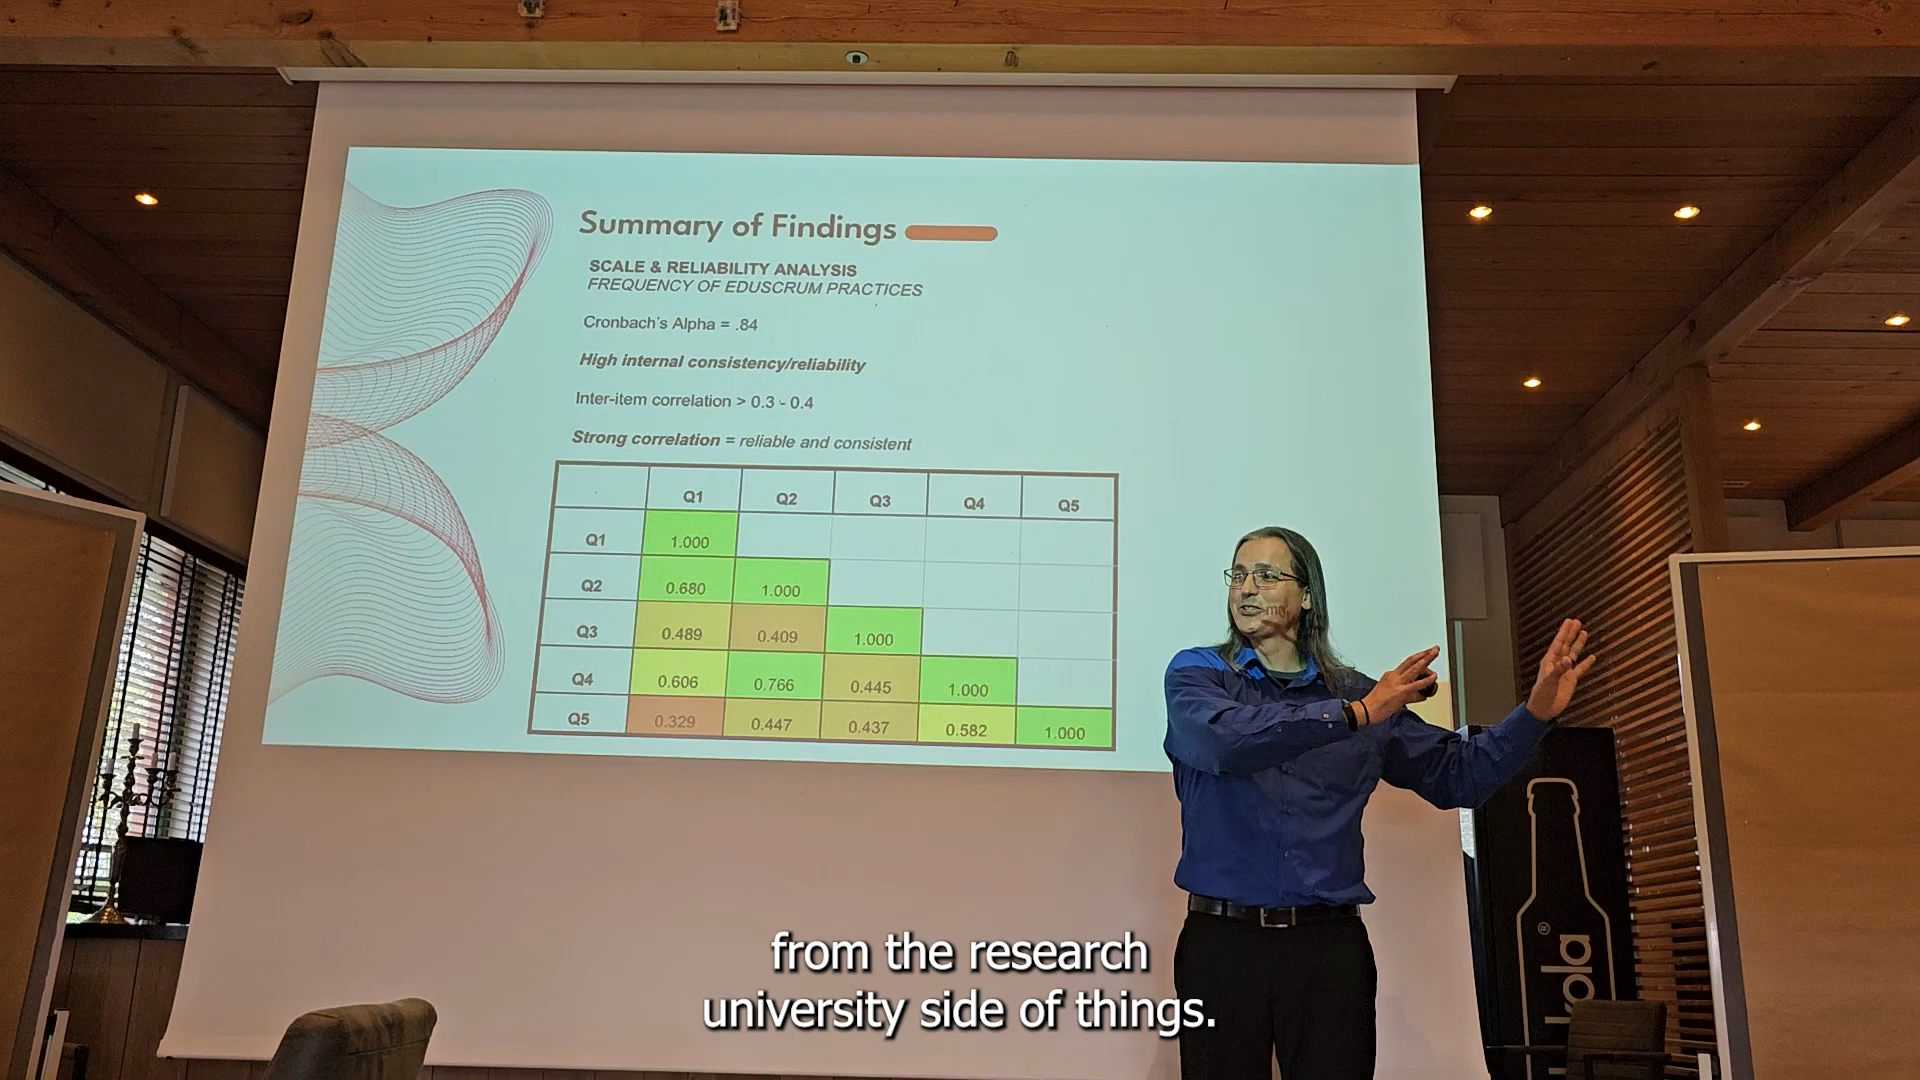 Summary of Findings
SCALE & RELIABILITY ANALYSIS
FREQUENCY OF EDUSCRUM PRACTICES
Cronbach's Alpha = .84
High internal consistency/reliability
Inter-item correlation > 0.3 - 0.4
Strong correlation = reliable and consistent
Q1 Q2 Q3 Q4 Q5
Q1 1.000
Q2 0.680 1.000
Q3 0.489 0.409 1.000
Q4 0.606 0.766 0.445 1.000
Q5 0.329 0.447 0.437 0.582 1.000
from the research
university side of things.